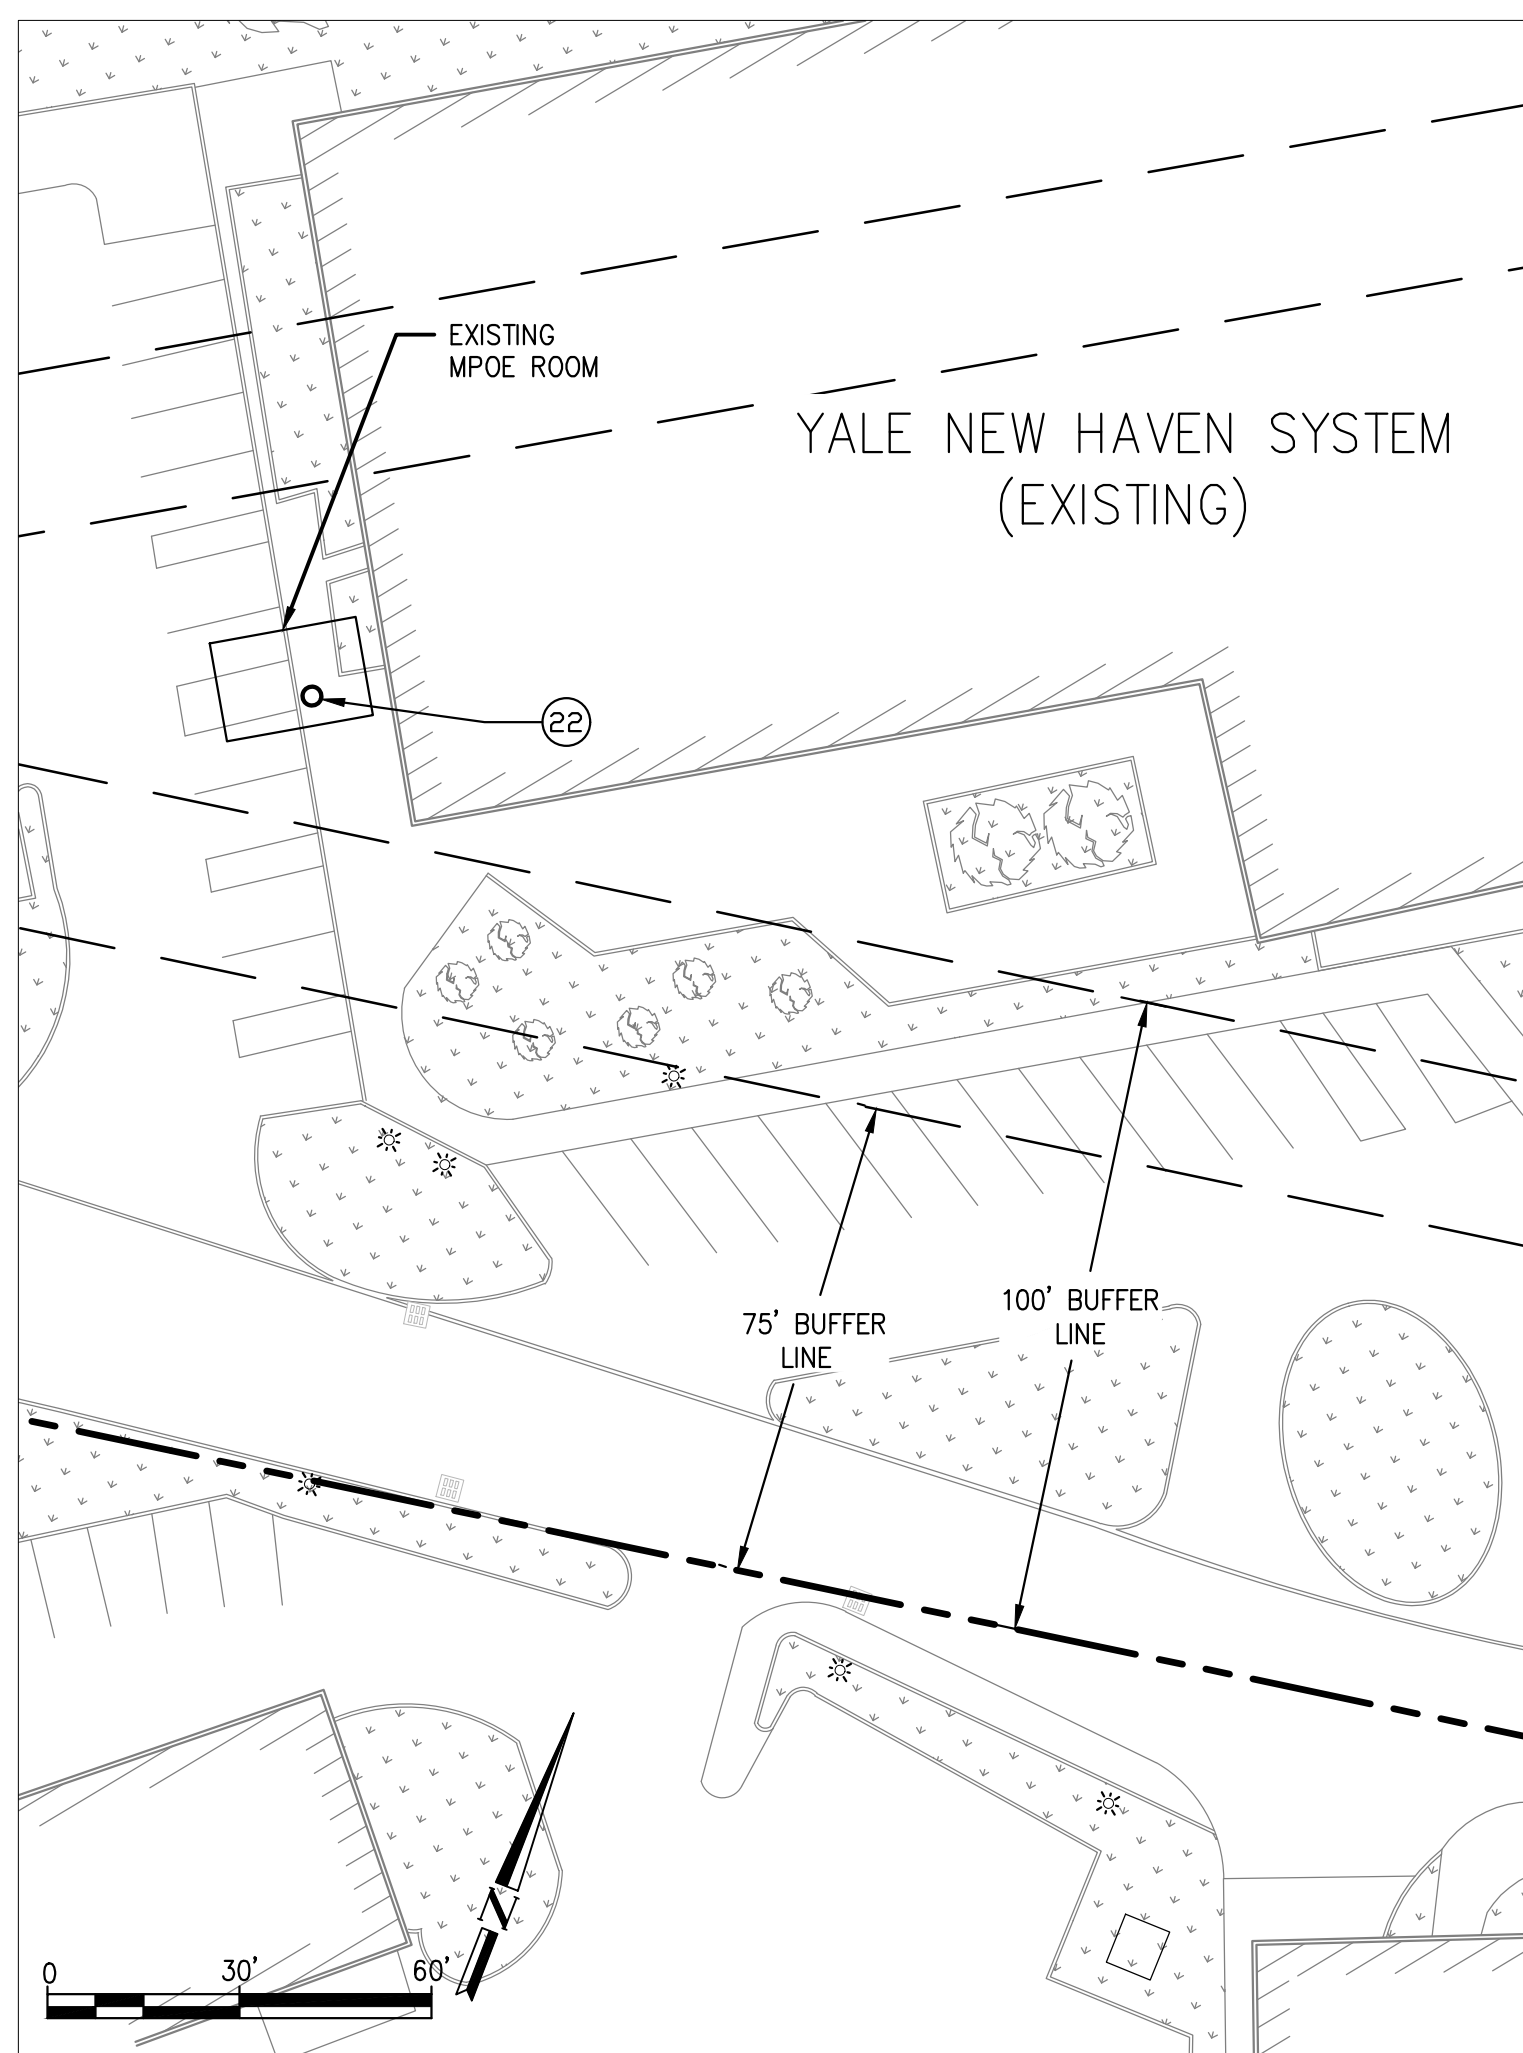 EXISTING
MPOE ROOM
YALE NEW HAVEN SYSTEM
(EXISTING)
22
75' BUFFER
LINE
100' BUFFER
LINE
N
0 30' 60'